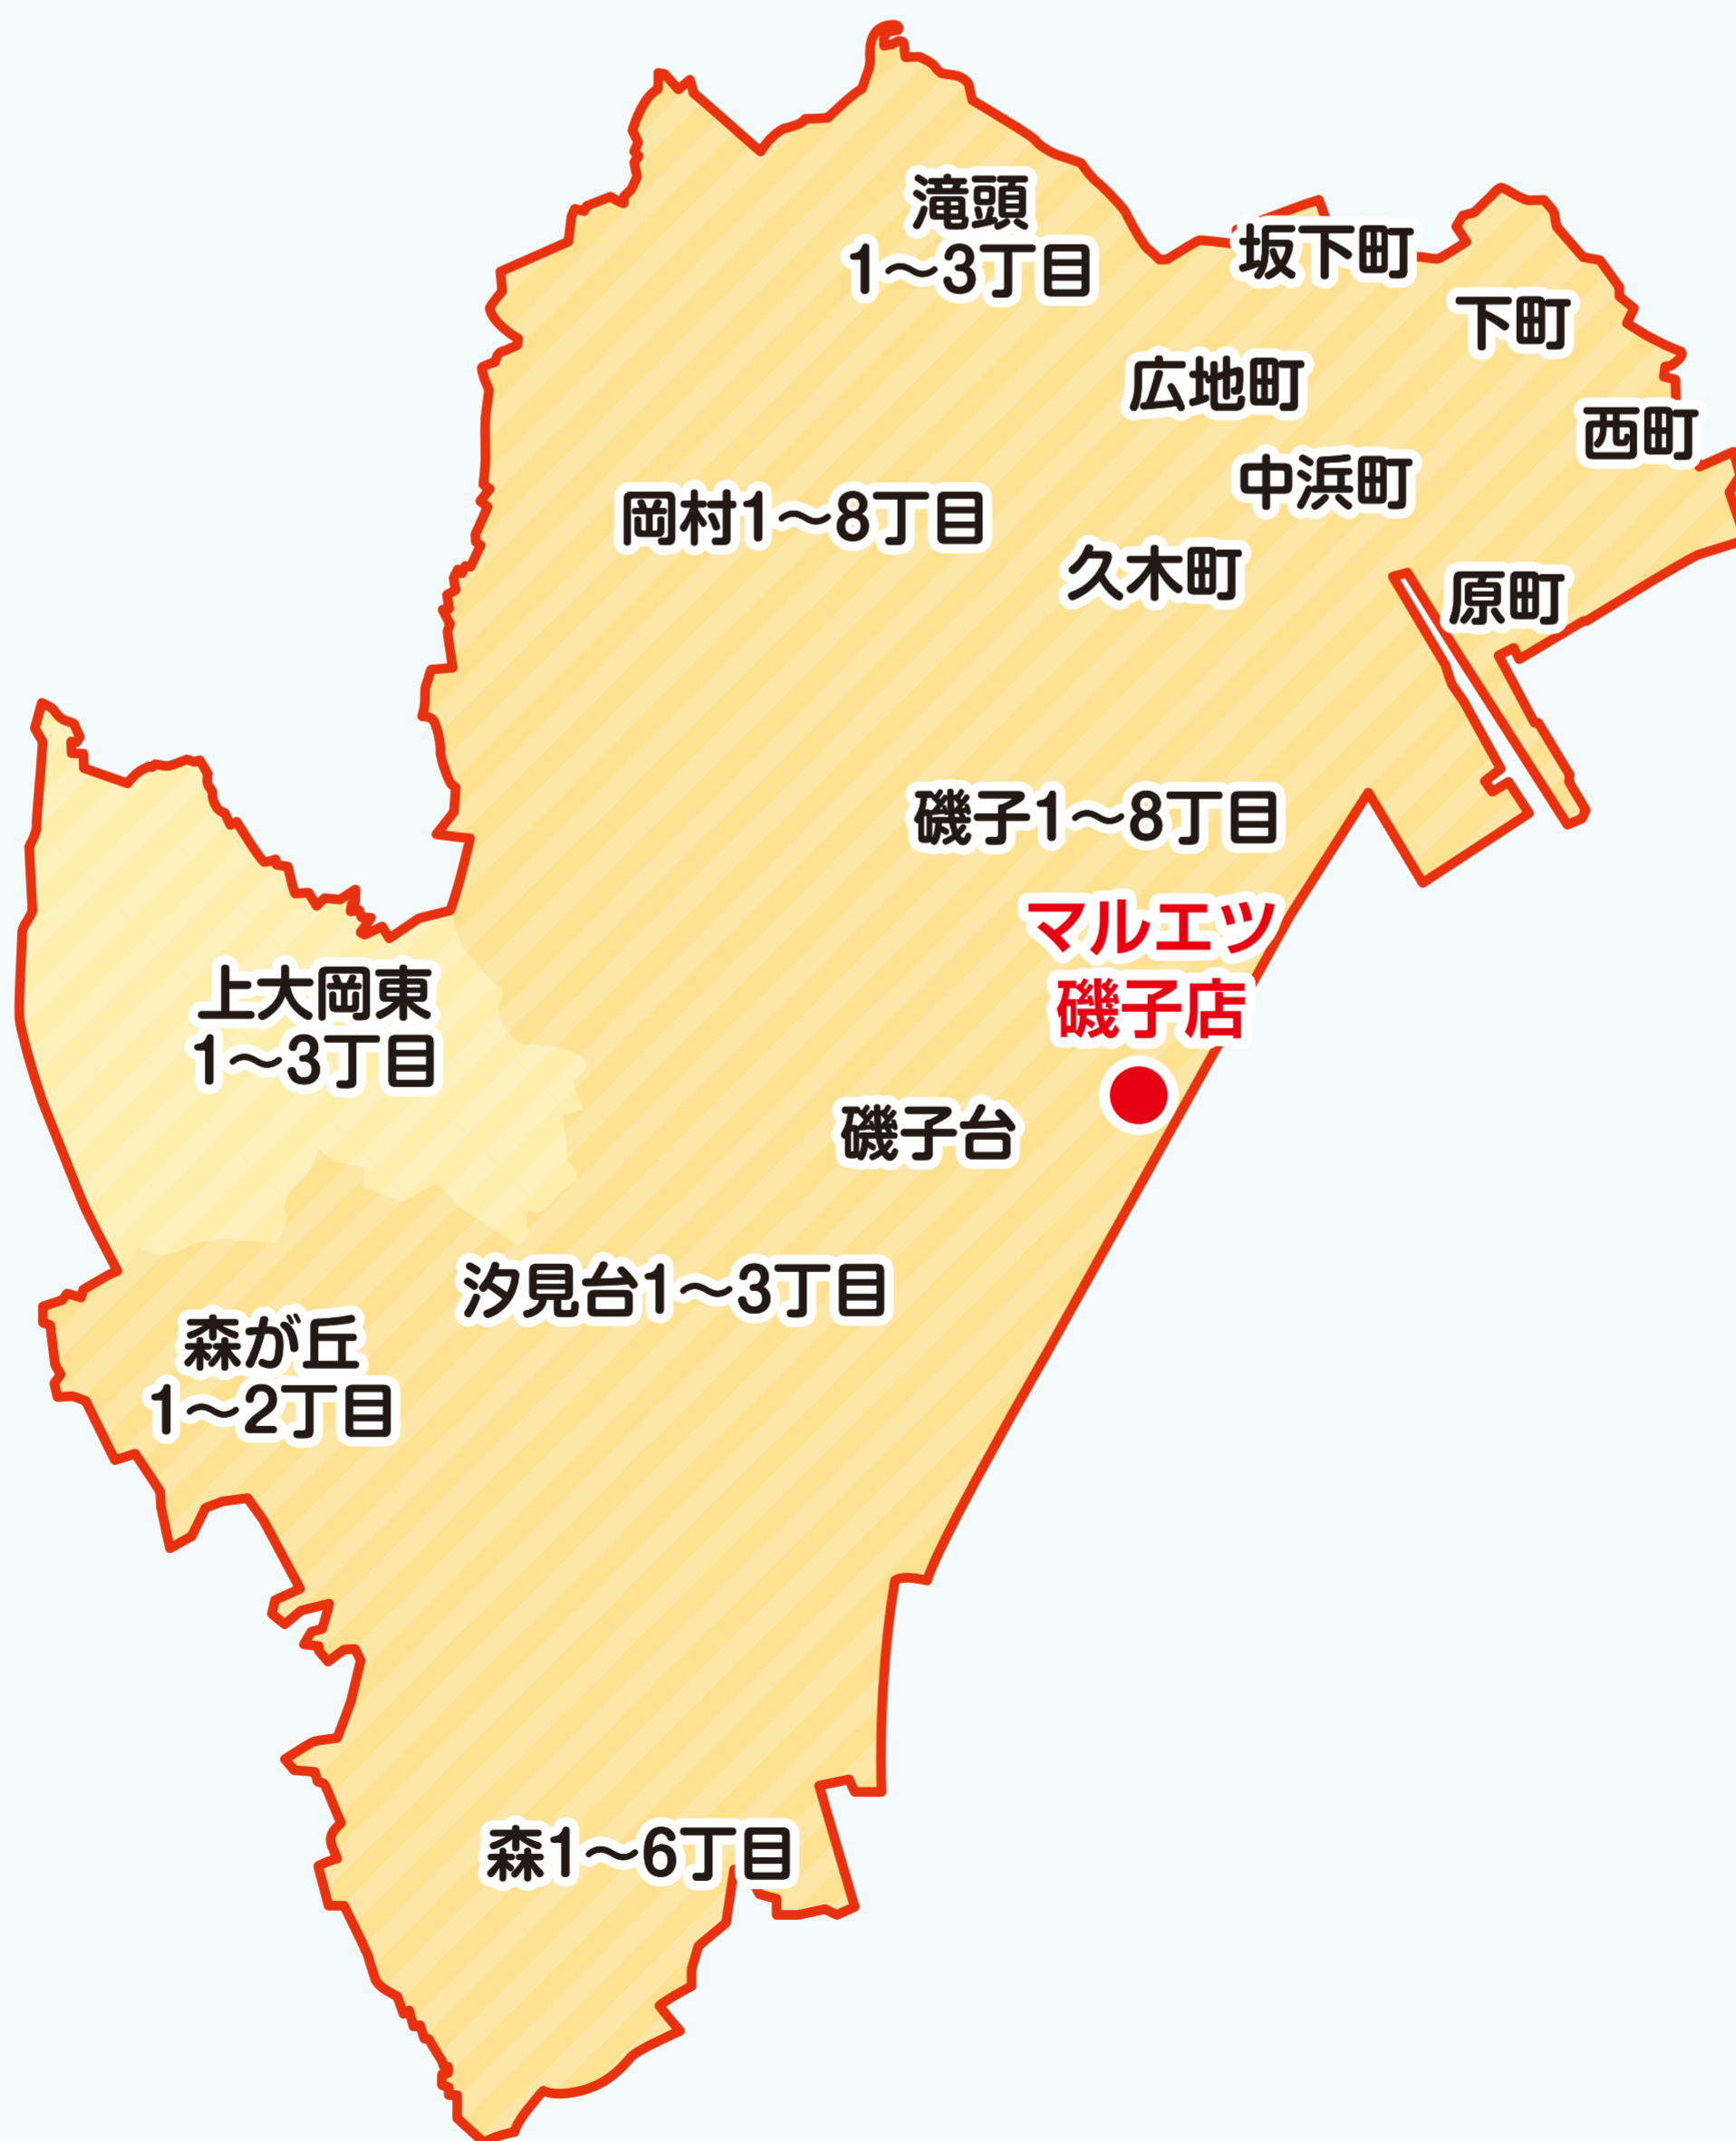 滝頭
1〜3丁目
坂下町
下町
広地町
西町
中浜町
岡村1〜8丁目
久木町
原町
磯子1〜8丁目
マルエツ
磯子店
上大岡東
1〜3丁目
磯子台
汐見台1〜3丁目
森が丘
1〜2丁目
森1〜6丁目